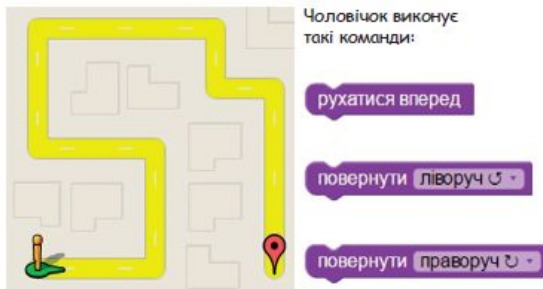 Чоловічок виконує
такі команди:
рухатися вперед
повернути ліворуч ↺
повернути праворуч ↻